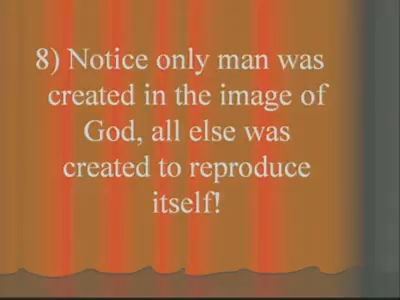 8) Notice only man was
created in the image of
God, all else was
created to reproduce
itself!